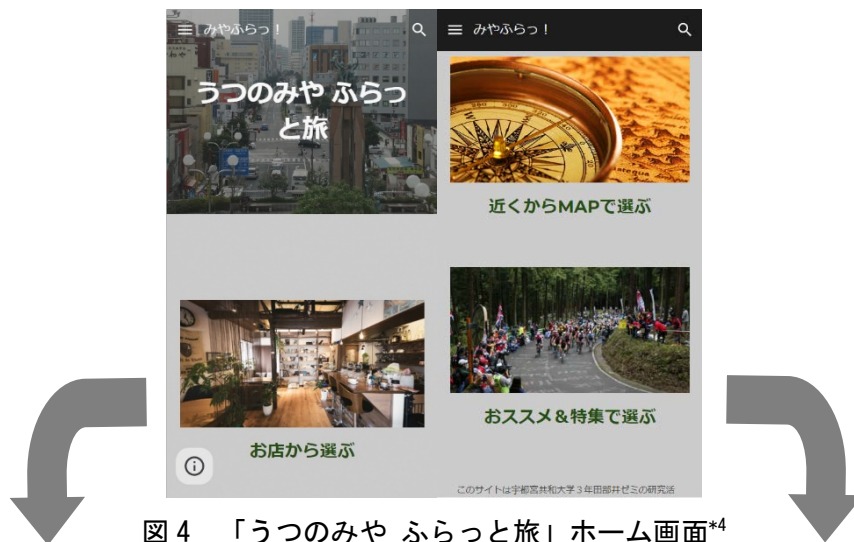 みやふらっ！
うつのみや ふらっ
と旅
お店から選ぶ
みやふらっ！
近くからMAPで選ぶ
おススメ＆特集で選ぶ
このサイトは宇都宮共和大学３年田部井ゼミの研究活
図４　「うつのみや ふらっと旅」ホーム画面*4